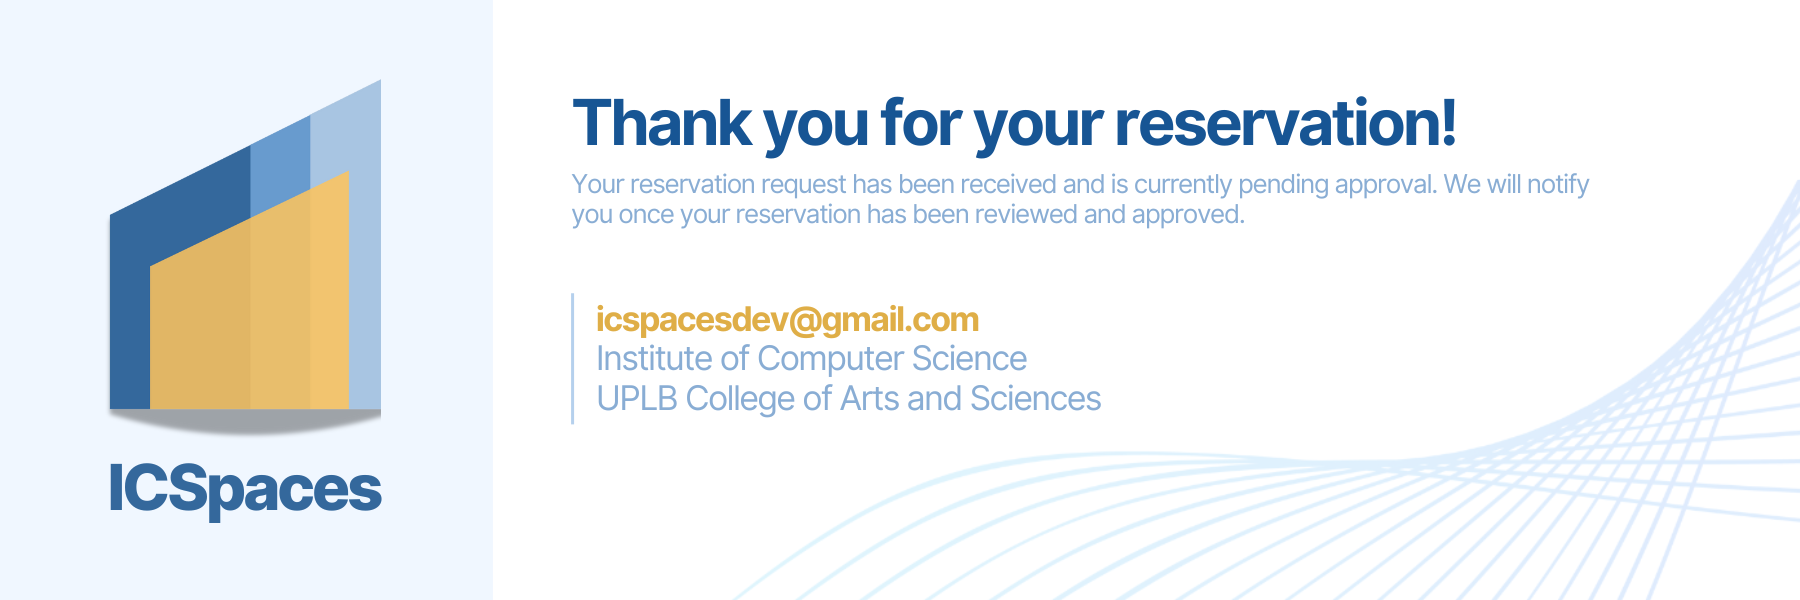 ICSpaces
Thank you for your reservation!
Your reservation request has been received and is currently pending approval. We will notify
you once your reservation has been reviewed and approved.
icspacesdev@gmail.com
Institute of Computer Science
UPLB College of Arts and Sciences